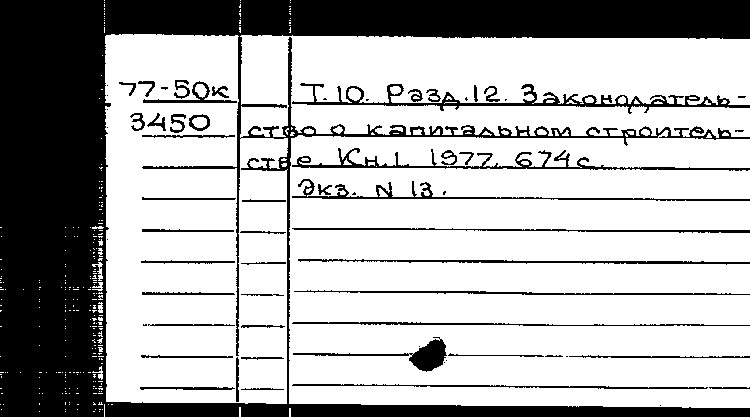 77-50к Т.10. Разд.12. Законодатель-
3450 ство о капитальном строитель-
стве. Кн.1. 1977. 674с.
Экз. N 13.